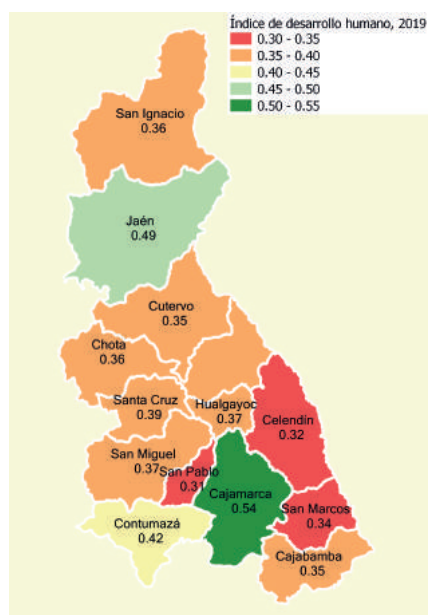 Índice de desarrollo humano, 2019
0.30 - 0.35
0.35 - 0.40
0.40 - 0.45
0.45 - 0.50
0.50 - 0.55
San Ignacio
0.36
Jaén
0.49
Cutervo
0.35
Chota
0.36
Santa Cruz
0.39
Hualgayoc
0.37
Celendín
0.32
San Miguel
0.37
San Pablo
0.31
Cajamarca
0.54
San Marcos
0.34
Contumazá
0.42
Cajabamba
0.35